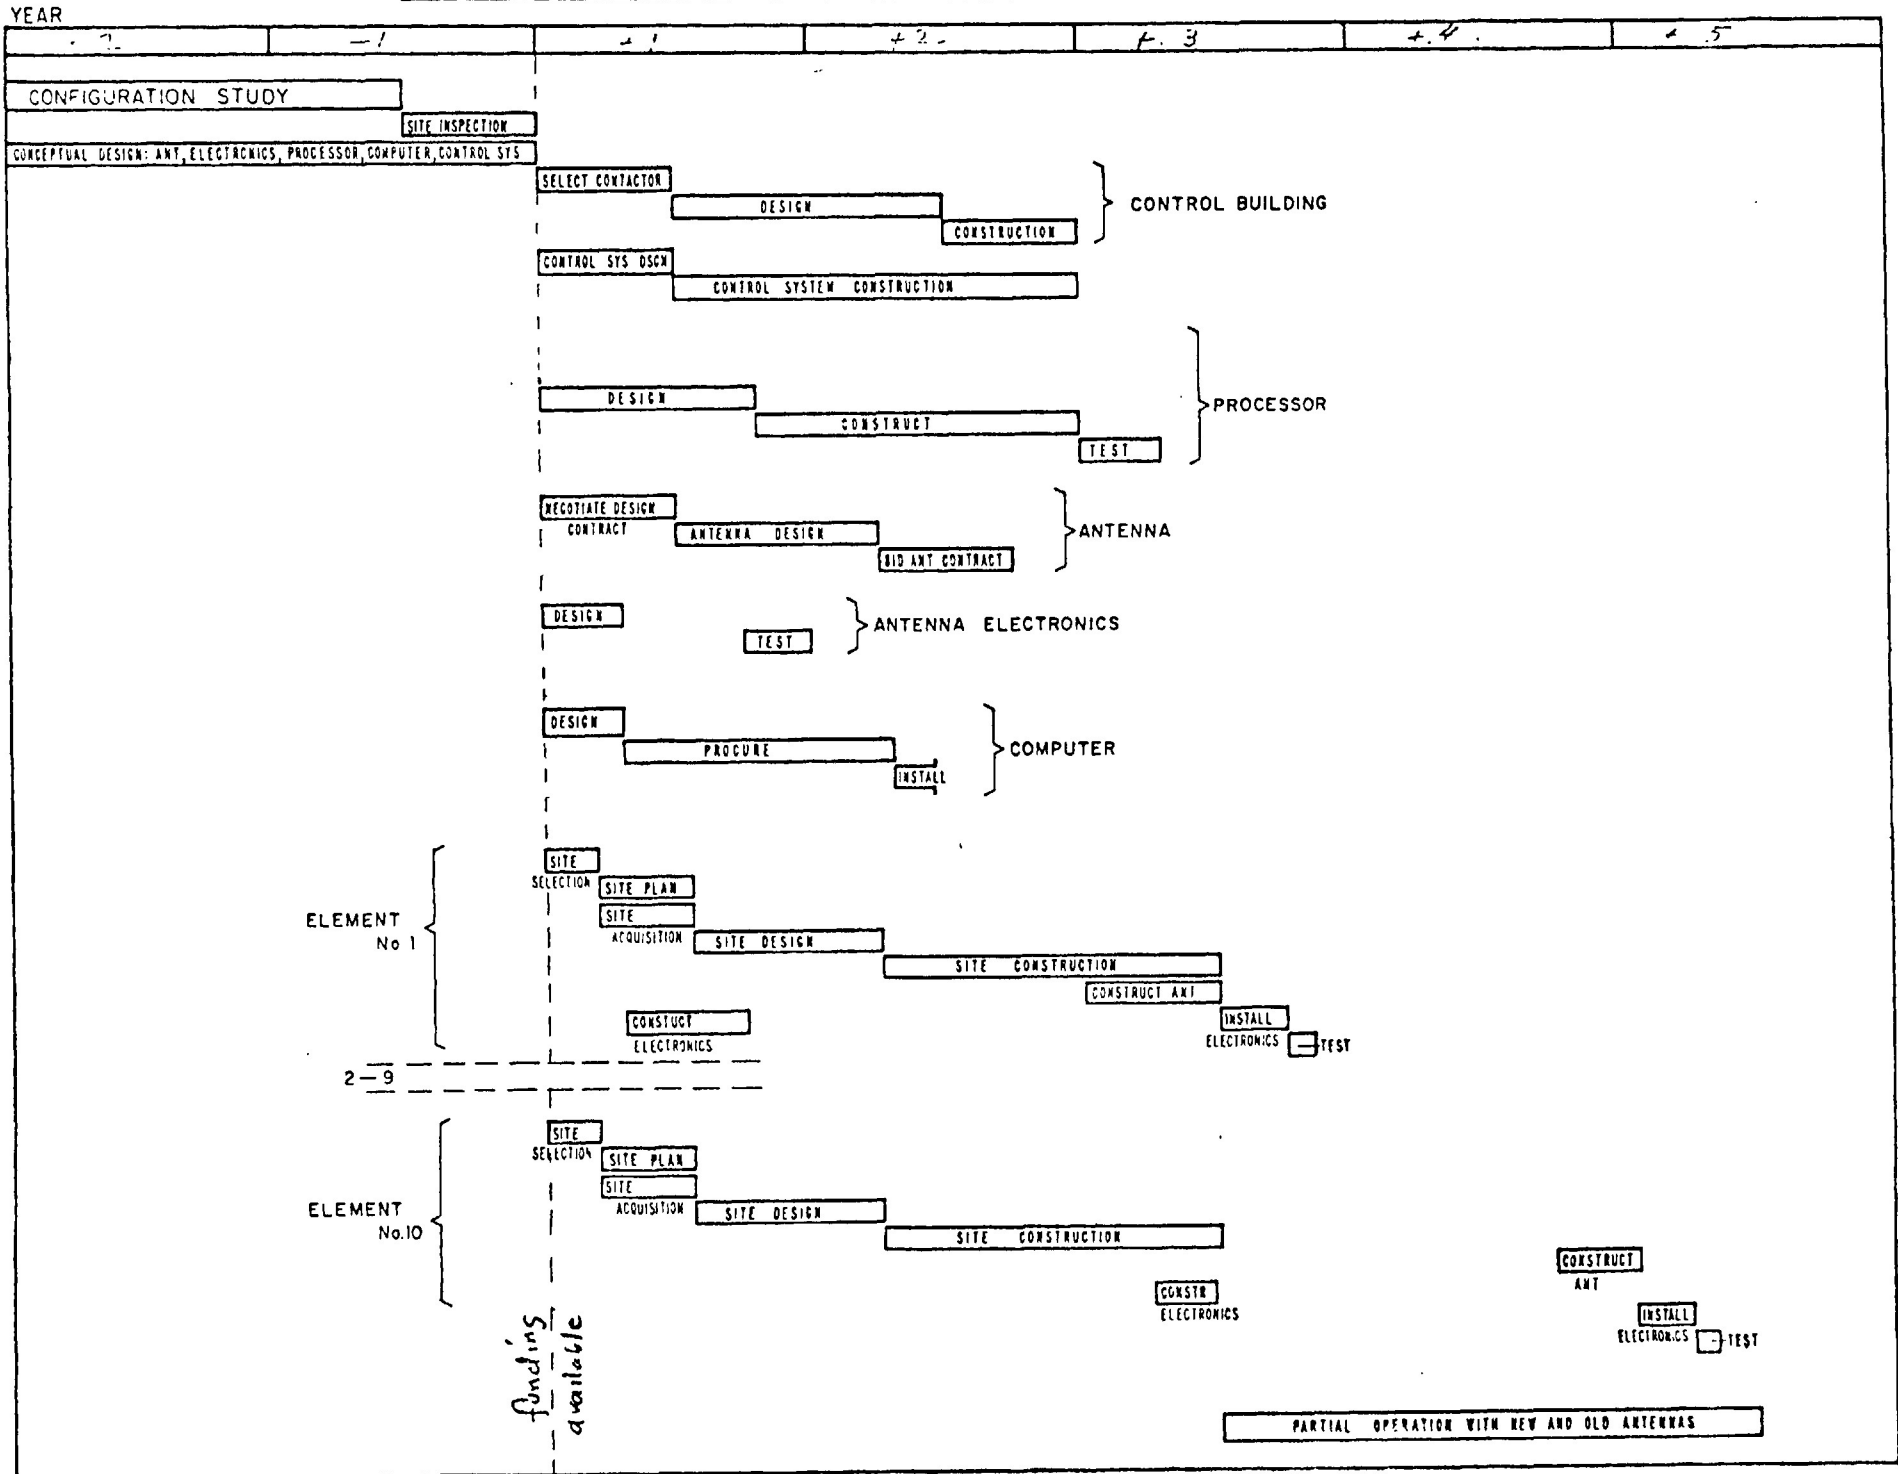 YEAR
-2 -1 +1 +2 +3 +4 +5
CONFIGURATION STUDY
SITE INSPECTION
CONCEPTUAL DESIGN: ANT, ELECTRONICS, PROCESSOR, COMPUTER, CONTROL SYS
SELECT CONTACTOR
DESIGN
CONSTRUCTION
CONTROL BUILDING
CONTROL SYS DSGN
CONTROL SYSTEM CONSTRUCTION
DESIGN
CONSTRUCT
TEST
PROCESSOR
NEGOTIATE DESIGN
CONTRACT
ANTENNA DESIGN
BID ANT CONTRACT
ANTENNA
DESIGN
TEST
ANTENNA ELECTRONICS
DESIGN
PROCURE
INSTALL
COMPUTER
ELEMENT
No 1
SITE
SELECTION
SITE PLAN
SITE
ACQUISITION
SITE DESIGN
SITE CONSTRUCTION
CONSTRUCT ANT
CONSTUCT
ELECTRONICS
INSTALL
ELECTRONICS
TEST
2-9
ELEMENT
No.10
SITE
SELECTION
SITE PLAN
SITE
ACQUISITION
SITE DESIGN
SITE CONSTRUCTION
CONSTRUCT
ANT
CONSTR
ELECTRONICS
INSTALL
ELECTRONICS
TEST
funding
available
PARTIAL OPERATION WITH NEW AND OLD ANTENNAS